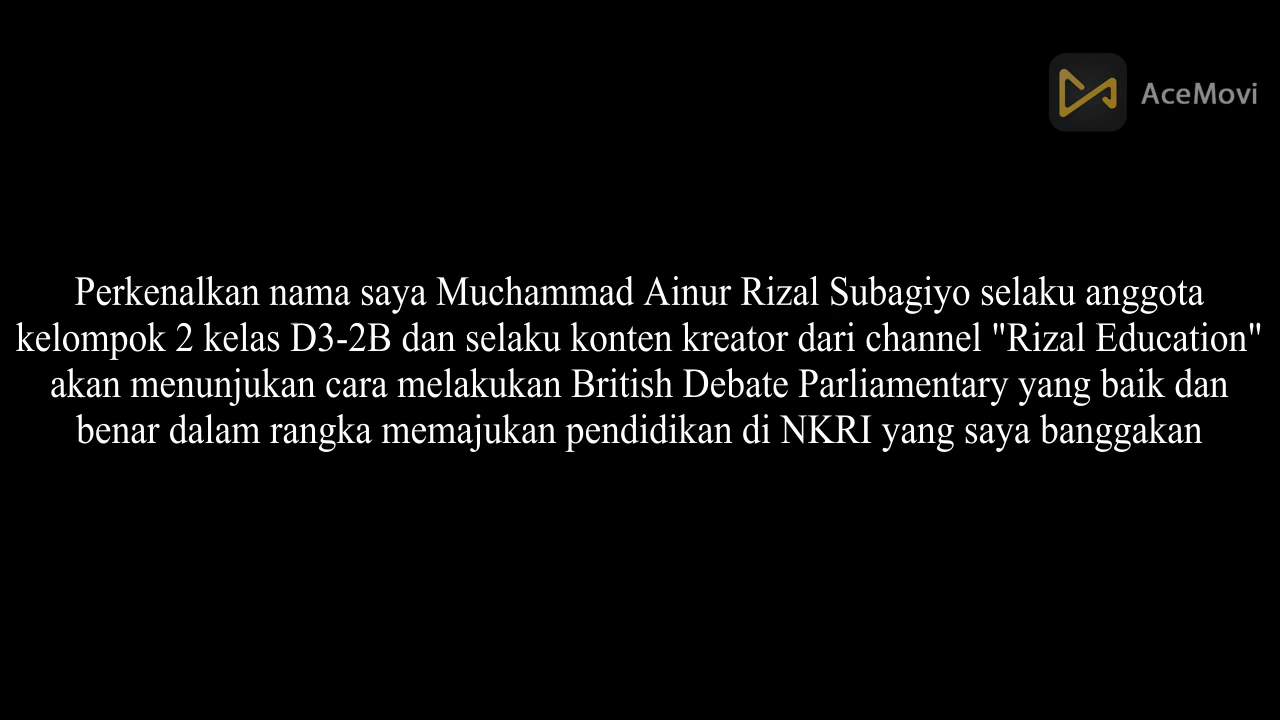 AceMovi
Perkenalkan nama saya Muchammad Ainur Rizal Subagiyo selaku anggota
kelompok 2 kelas D3-2B dan selaku konten kreator dari channel "Rizal Education"
akan menunjukan cara melakukan British Debate Parliamentary yang baik dan
benar dalam rangka memajukan pendidikan di NKRI yang saya banggakan